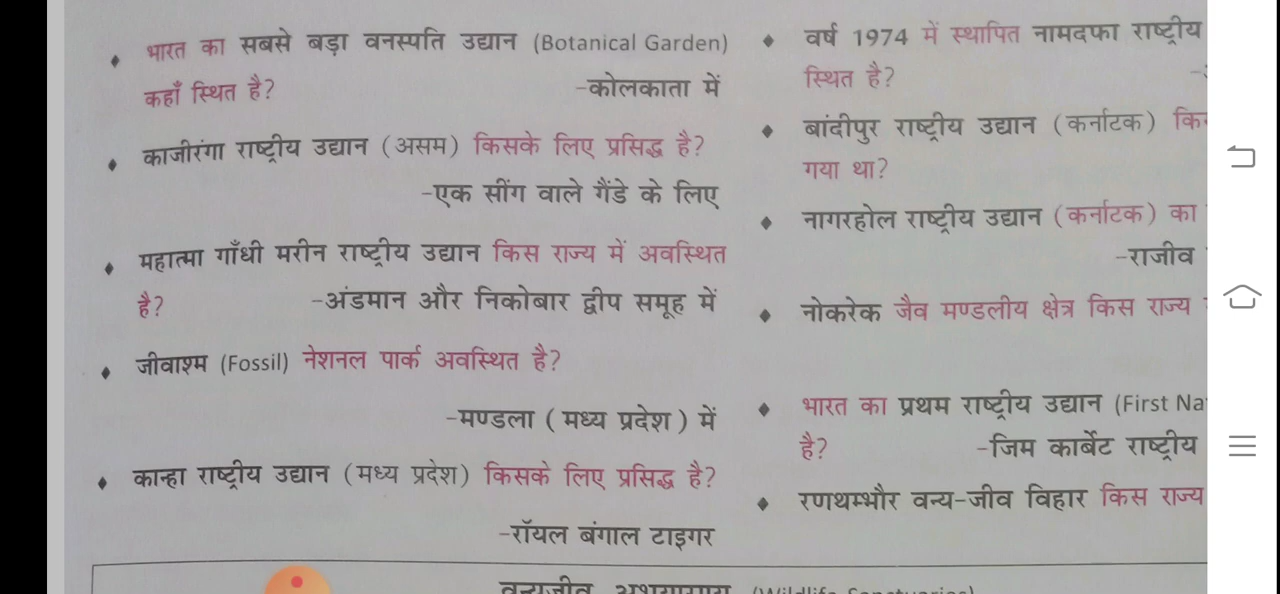 ♦ भारत का सबसे बड़ा वनस्पति उद्यान (Botanical Garden)
कहाँ स्थित है? -कोलकाता में
♦ काजीरंगा राष्ट्रीय उद्यान (असम) किसके लिए प्रसिद्ध है?
-एक सींग वाले गैंडे के लिए
♦ महात्मा गाँधी मरीन राष्ट्रीय उद्यान किस राज्य में अवस्थित
है? -अंडमान और निकोबार द्वीप समूह में
♦ जीवाश्म (Fossil) नेशनल पार्क अवस्थित है?
-मण्डला ( मध्य प्रदेश ) में
♦ कान्हा राष्ट्रीय उद्यान (मध्य प्रदेश) किसके लिए प्रसिद्ध है?
-रॉयल बंगाल टाइगर
♦ वर्ष 1974 में स्थापित नामदफा राष्ट्रीय
स्थित है?
♦ बांदीपुर राष्ट्रीय उद्यान (कर्नाटक)
गया था?
♦ नागरहोल राष्ट्रीय उद्यान (कर्नाटक) का
-राजीव
♦ नोकरेक जैव मण्डलीय क्षेत्र किस राज्य
♦ भारत का प्रथम राष्ट्रीय उद्यान (First
है? -जिम कार्बेट राष्ट्रीय
♦ रणथम्भौर वन्य-जीव विहार किस राज्य